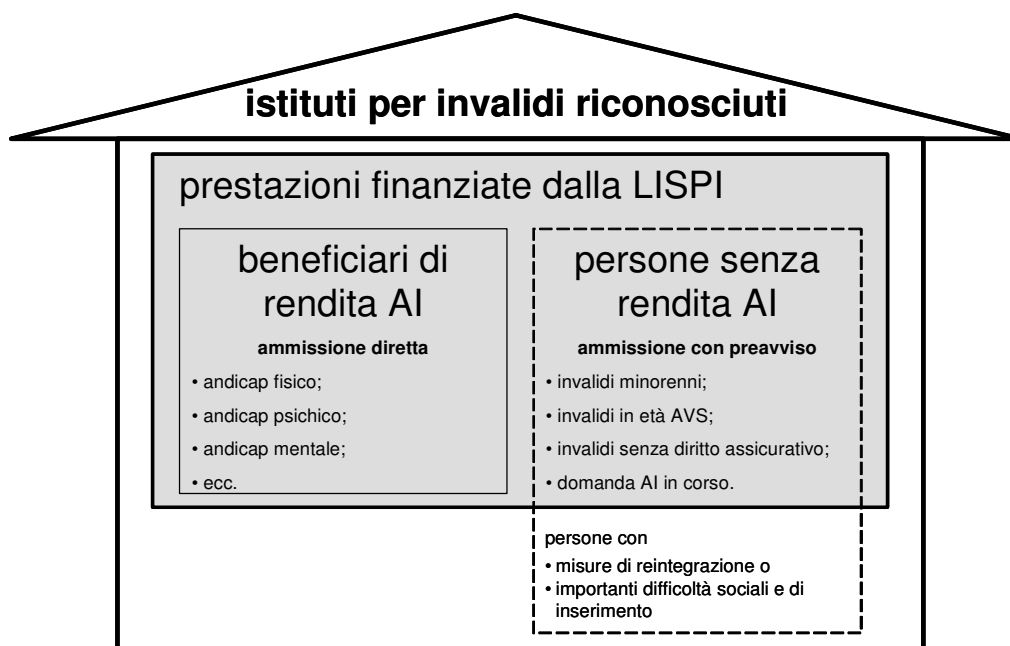 istituti per invalidi riconosciuti
prestazioni finanziate dalla LISPI
beneficiari di
rendita AI
ammissione diretta
• andicap fisico;
• andicap psichico;
• andicap mentale;
• ecc.
persone senza
rendita AI
ammissione con preavviso
• invalidi minorenni;
• invalidi in età AVS;
• invalidi senza diritto assicurativo;
• domanda AI in corso.
persone con
• misure di reintegrazione o
• importanti difficoltà sociali e di
inserimento